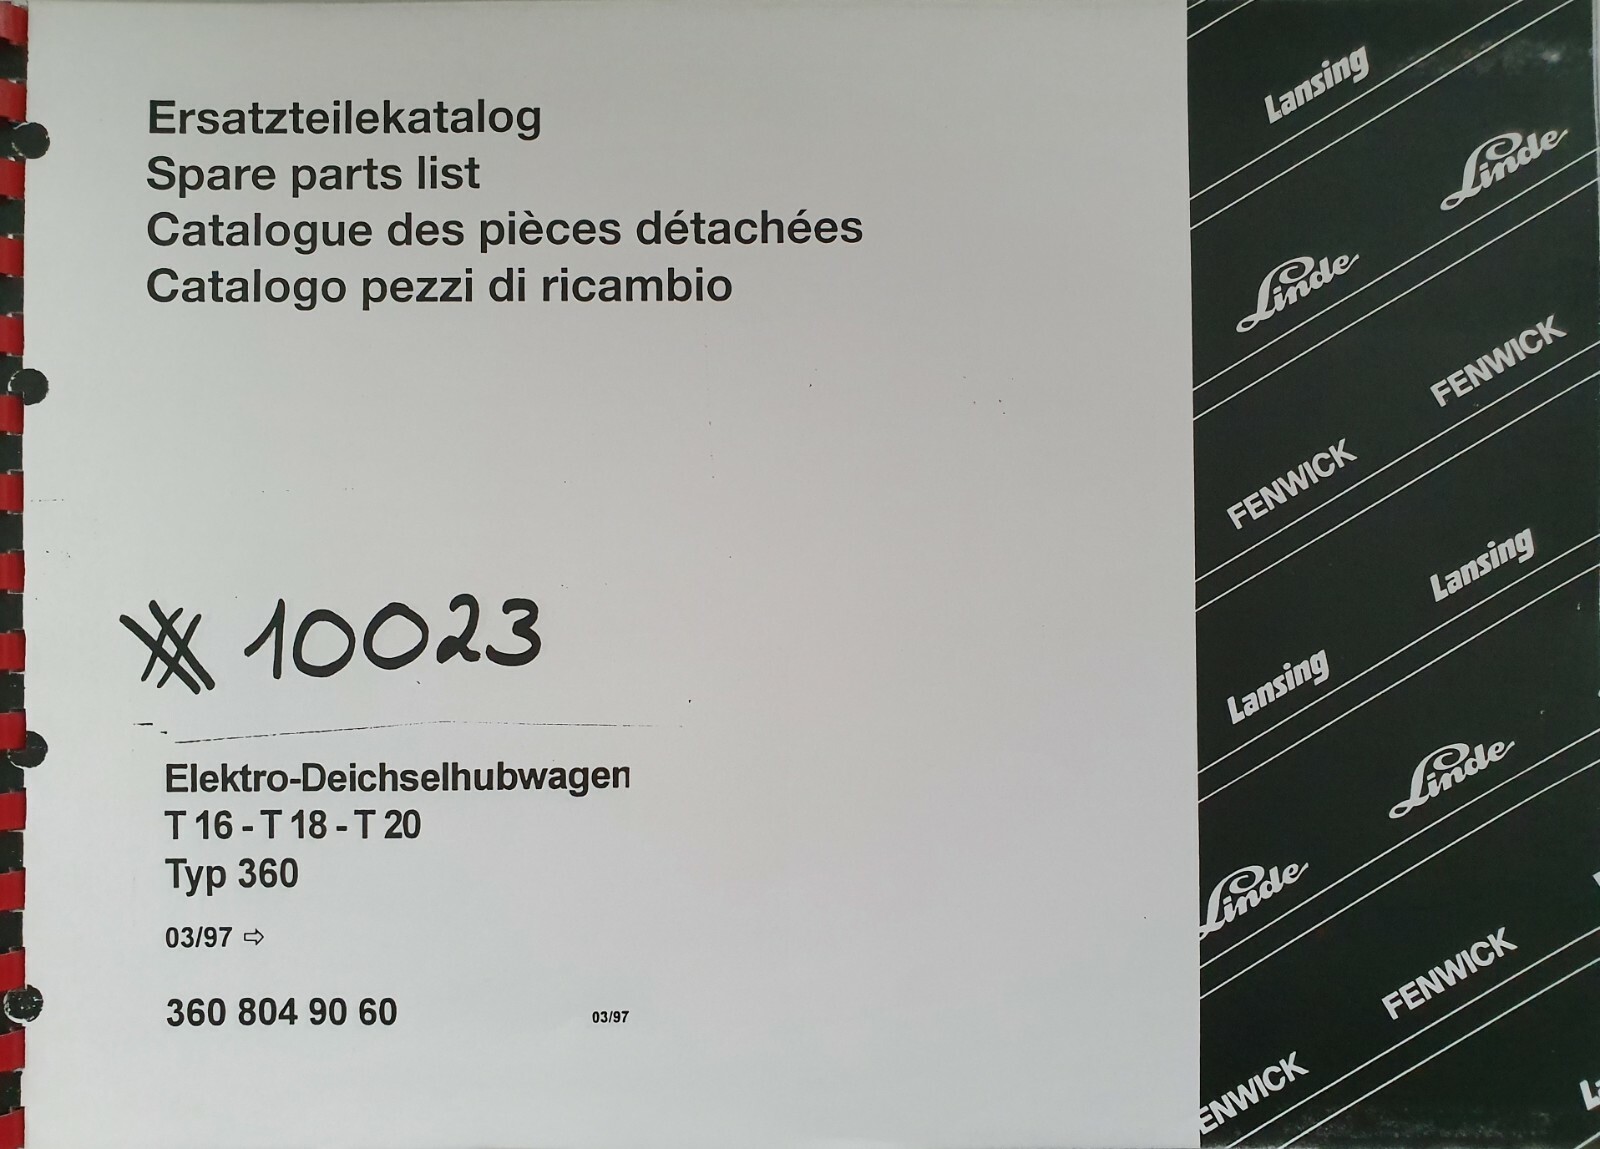 Ersatzteilekatalog
Spare parts list
Catalogue des pièces détachées
Catalogo pezzi di ricambio
# 10023
Elektro-Deichselhubwagen
T 16 - T 18 - T 20
Typ 360
03/97 ⇨
360 804 90 60
03/97
Lansing
Linde
Linde
FENWICK
FENWICK
Lansing
Lansing
Linde
Linde
FENWICK
FENWICK